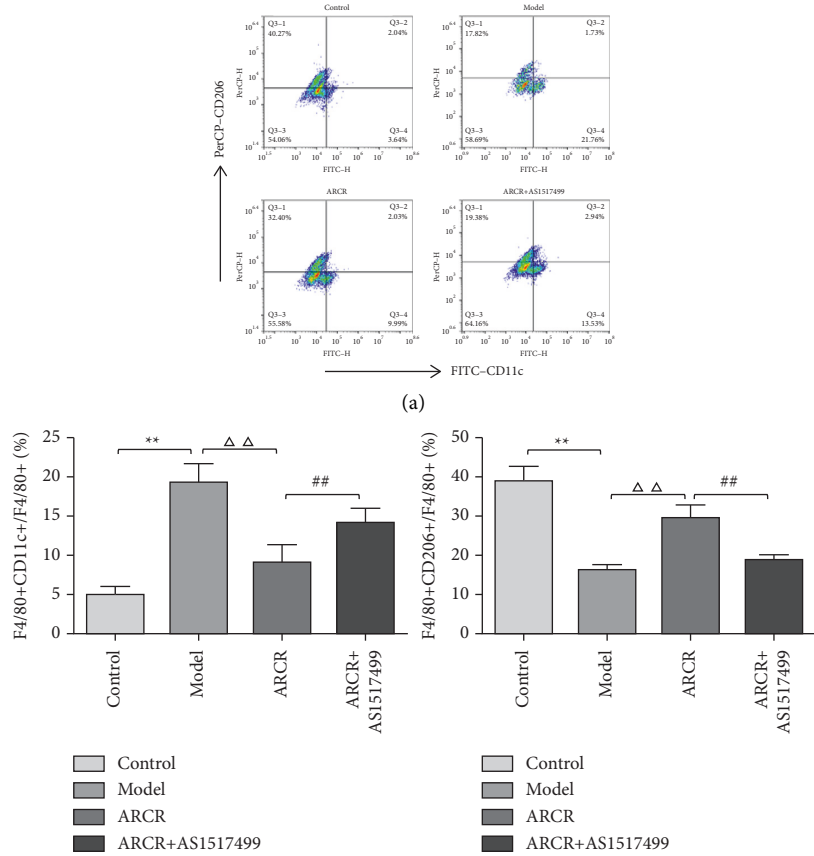 Control
Q3–1
40.27%
Q3–2
2.04%
Q3–3
54.06%
Q3–4
3.64%
PerCP–H
FITC–H
Model
Q3–1
17.82%
Q3–2
1.73%
Q3–3
58.69%
Q3–4
21.76%
PerCP–H
FITC–H
PerCP–CD206
ARCR
Q3–1
32.40%
Q3–2
2.03%
Q3–3
55.58%
Q3–4
9.99%
PerCP–H
FITC–H
ARCR+AS1517499
Q3–1
19.38%
Q3–2
2.94%
Q3–3
64.16%
Q3–4
13.53%
PerCP–H
FITC–H
FITC–CD11c
(a)
F4/80+CD11c+/F4/80+ (%)
25
20
15
10
5
0
**
△ △
##
Control
Model
ARCR
ARCR+
AS1517499
F4/80+CD206+/F4/80+ (%)
50
40
30
20
10
0
**
△ △
##
Control
Model
ARCR
ARCR+
AS1517499
Control
Model
ARCR
ARCR+AS1517499
Control
Model
ARCR
ARCR+AS1517499